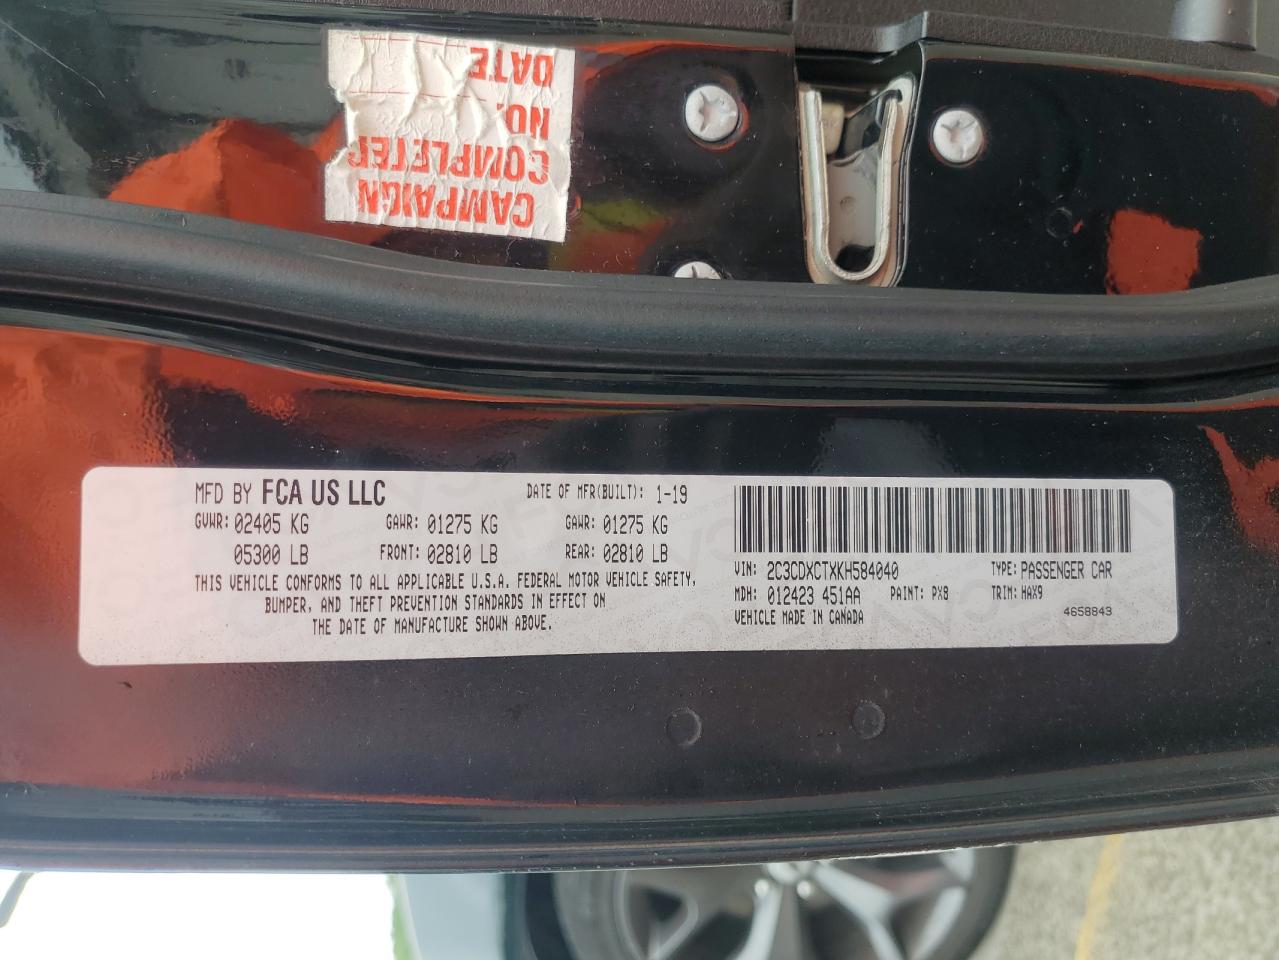 CAMPAIGN
COMPLETED
NO.
DATE
MFD BY FCA US LLC DATE OF MFR(BUILT): 1-19
GVWR: 02405 KG GAWR: 01275 KG GAWR: 01275 KG
05300 LB FRONT: 02810 LB REAR: 02810 LB
THIS VEHICLE CONFORMS TO ALL APPLICABLE U.S.A. FEDERAL MOTOR VEHICLE SAFETY,
BUMPER, AND THEFT PREVENTION STANDARDS IN EFFECT ON
THE DATE OF MANUFACTURE SHOWN ABOVE.
VIN: 2C3CDXCTXKH584040 TYPE: PASSENGER CAR
MDH: 012423 451AA PAINT: PX8 TRIM: HAX9
VEHICLE MADE IN CANADA 4658843